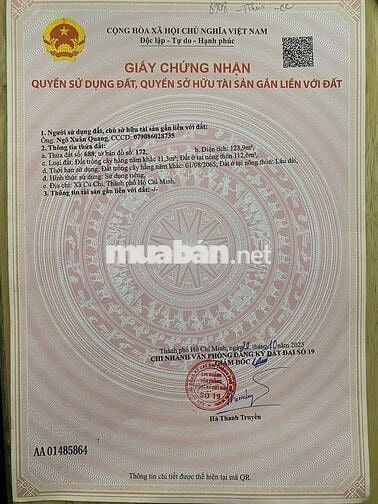 CỘNG HÒA XÃ HỘI CHỦ NGHĨA VIỆT NAM
Độc lập - Tự do - Hạnh phúc
GIẤY CHỨNG NHẬN
QUYỀN SỬ DỤNG ĐẤT, QUYỀN SỞ HỮU TÀI SẢN GẮN LIỀN VỚI ĐẤT
1. Người sử dụng đất, chủ sở hữu tài sản gắn liền với đất:
Ông: Ngô Xuân Quang, CCCD: 079086028735
2. Thông tin thửa đất:
a. Thửa đất số: 688, tờ bản đồ số: 172, b. Diện tích: 123,9m²,
c. Loại đất: Đất trồng cây hằng năm khác 11,3m²; Đất ở tại nông thôn 112,6m²,
d. Thời hạn sử dụng: Đất trồng cây hằng năm khác: 01/08/2065; Đất ở tại nông thôn: Lâu dài,
đ. Hình thức sử dụng: Sử dụng riêng,
e. Địa chỉ: Xã Củ Chi, Thành phố Hồ Chí Minh.
3. Thông tin tài sản gắn liền với đất: -/-
muaban.net
Thành phố Hồ Chí Minh, ngày 20 tháng 10 năm 2025
CHI NHÁNH VĂN PHÒNG ĐĂNG KÝ ĐẤT ĐAI SỐ 19
GIÁM ĐỐC
SỐ 19
Hà Thanh Truyền
AA 01485864
Thông tin chi tiết được thể hiện tại mã QR.